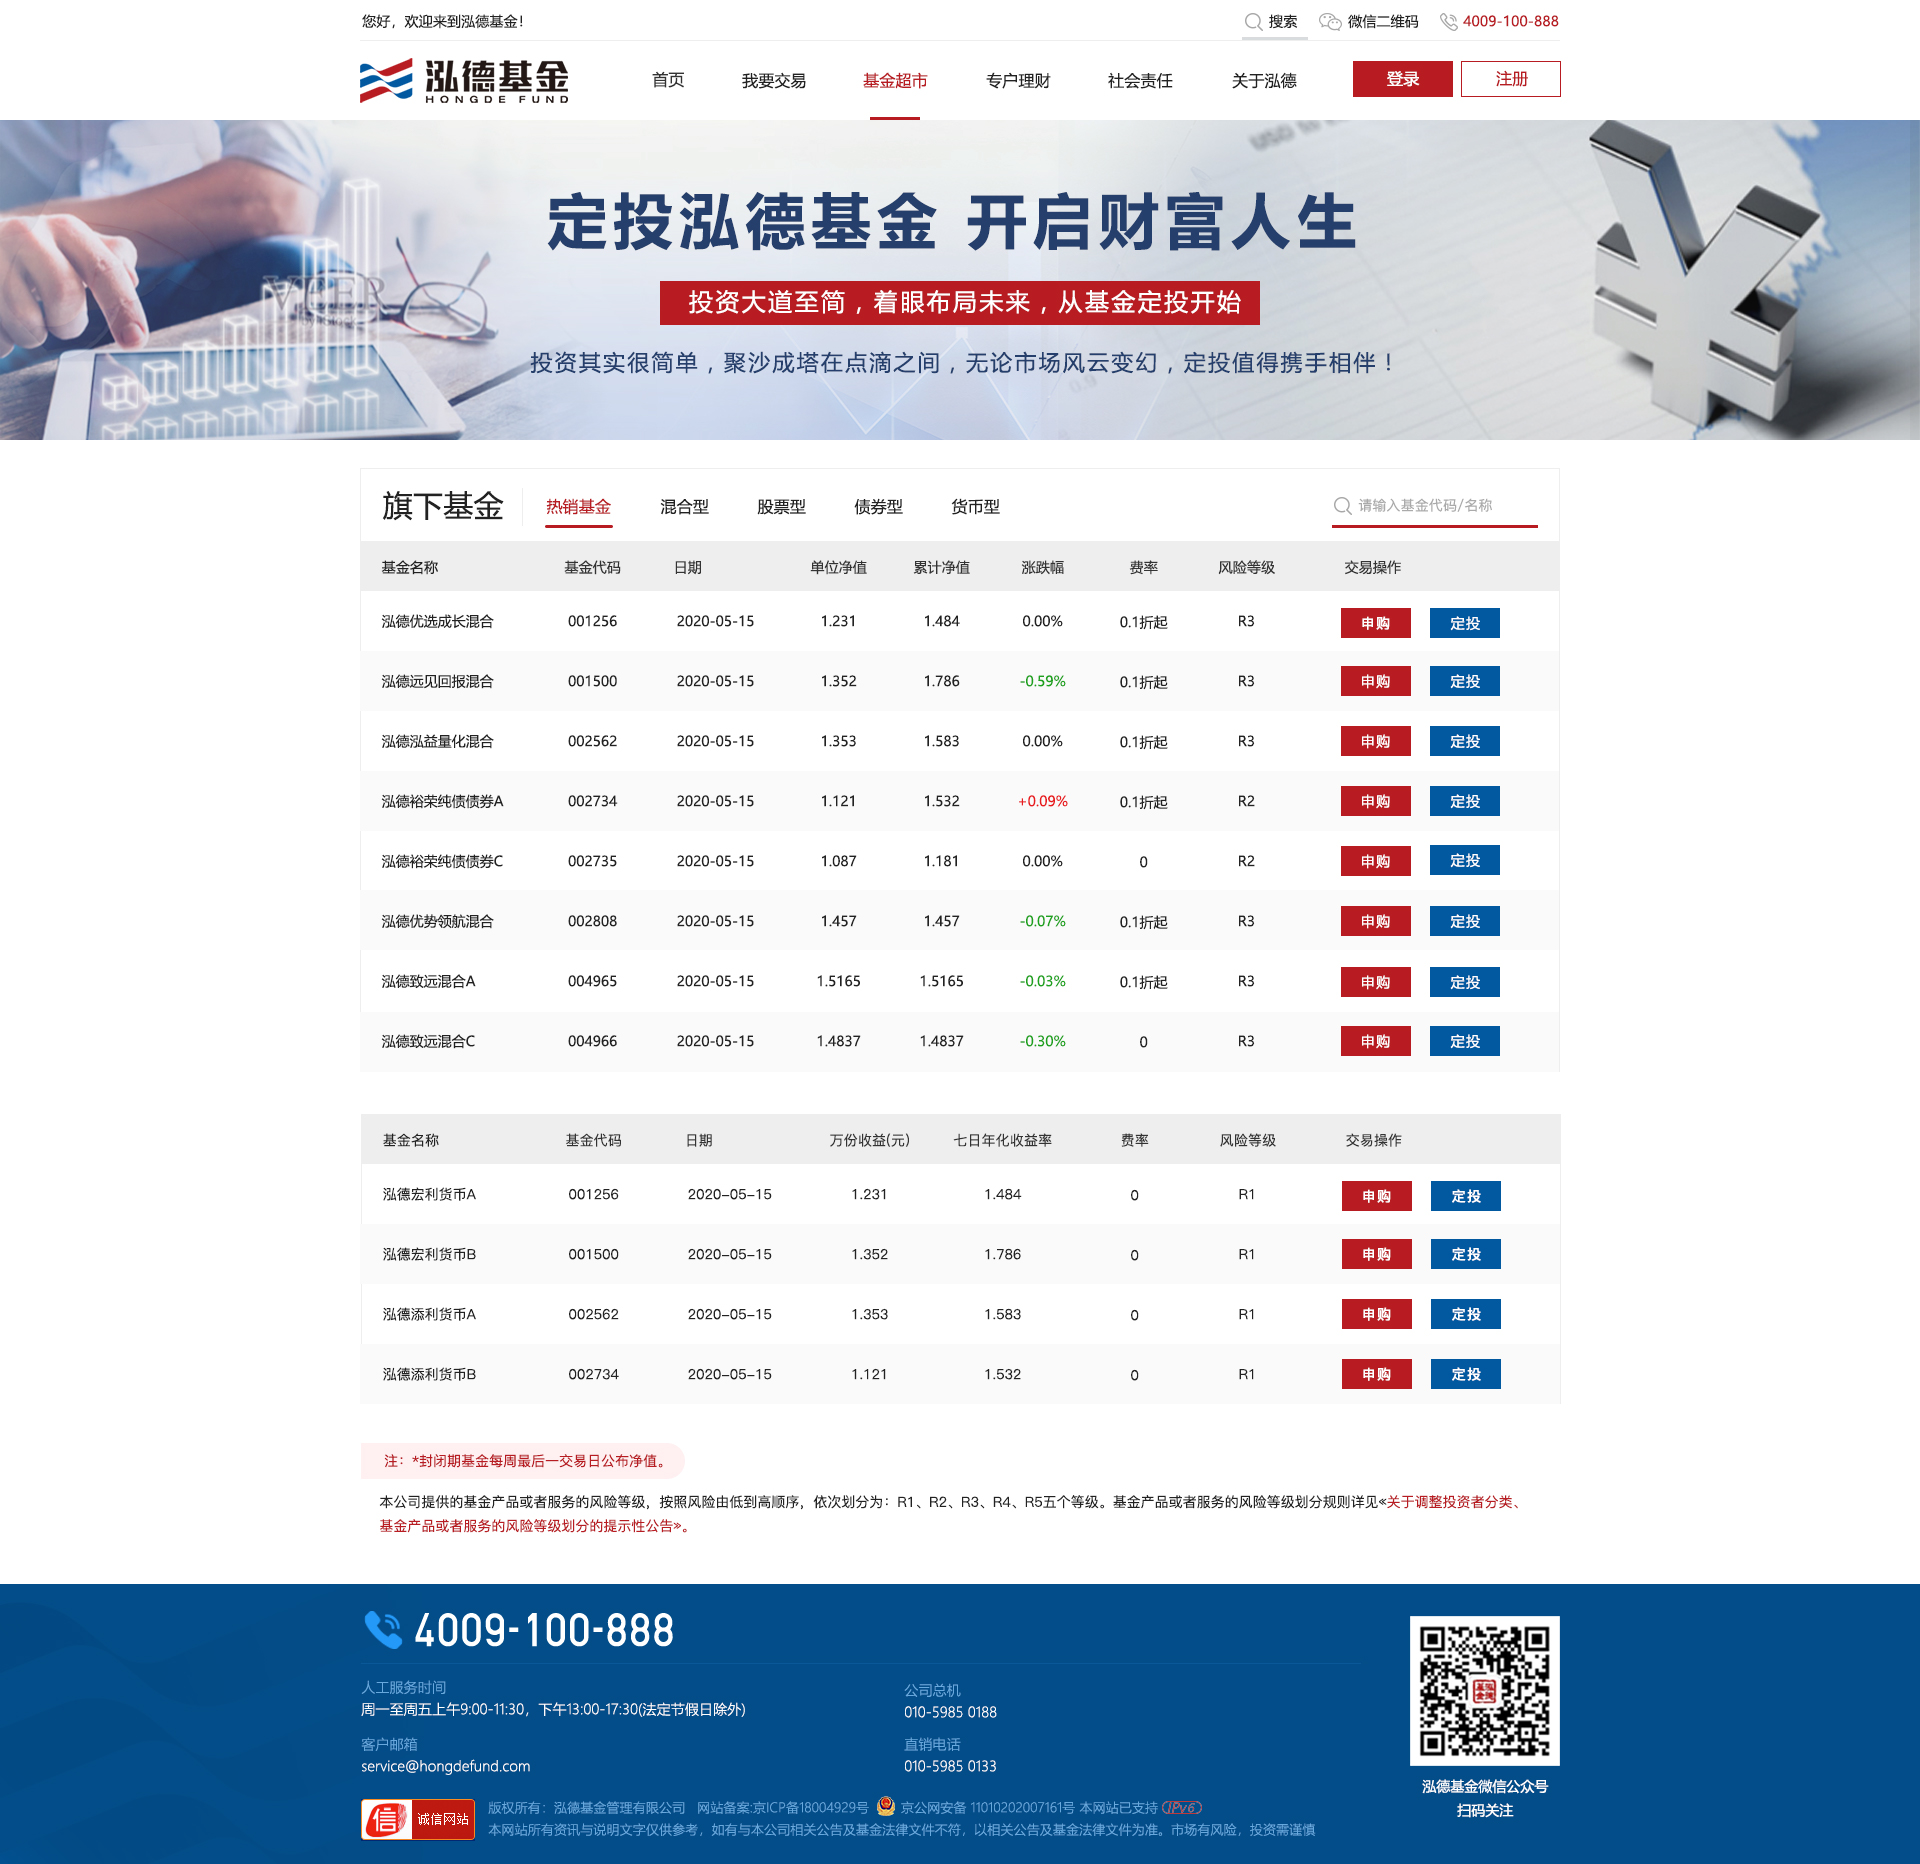 您好，欢迎来到泓德基金！
搜索 微信二维码 4009-100-888
泓德基金
HONGDE FUND
首页 我要交易 基金超市 专户理财 社会责任 关于泓德 登录 注册
定投泓德基金 开启财富人生
投资大道至简，着眼布局未来，从基金定投开始
投资其实很简单，聚沙成塔在点滴之间，无论市场风云变幻，定投值得携手相伴！
旗下基金 热销基金 混合型 股票型 债券型 货币型 请输入基金代码/名称
基金名称 基金代码 日期 单位净值 累计净值 涨跌幅 费率 风险等级 交易操作
泓德优选成长混合 001256 2020-05-15 1.231 1.484 0.00% 0.1折起 R3 申购 定投
泓德远见回报混合 001500 2020-05-15 1.352 1.786 -0.59% 0.1折起 R3 申购 定投
泓德泓益量化混合 002562 2020-05-15 1.353 1.583 0.00% 0.1折起 R3 申购 定投
泓德裕荣纯债债券A 002734 2020-05-15 1.121 1.532 +0.09% 0.1折起 R2 申购 定投
泓德裕荣纯债债券C 002735 2020-05-15 1.087 1.181 0.00% 0 R2 申购 定投
泓德优势领航混合 002808 2020-05-15 1.457 1.457 -0.07% 0.1折起 R3 申购 定投
泓德致远混合A 004965 2020-05-15 1.5165 1.5165 -0.03% 0.1折起 R3 申购 定投
泓德致远混合C 004966 2020-05-15 1.4837 1.4837 -0.30% 0 R3 申购 定投
基金名称 基金代码 日期 万份收益(元) 七日年化收益率 费率 风险等级 交易操作
泓德宏利货币A 001256 2020-05-15 1.231 1.484 0 R1 申购 定投
泓德宏利货币B 001500 2020-05-15 1.352 1.786 0 R1 申购 定投
泓德添利货币A 002562 2020-05-15 1.353 1.583 0 R1 申购 定投
泓德添利货币B 002734 2020-05-15 1.121 1.532 0 R1 申购 定投
注：*封闭期基金每周最后一交易日公布净值。
本公司提供的基金产品或者服务的风险等级，按照风险由低到高顺序，依次划分为：R1、R2、R3、R4、R5五个等级。基金产品或者服务的风险等级划分规则详见«关于调整投资者分类、
基金产品或者服务的风险等级划分的提示性公告»。
4009-100-888
人工服务时间
周一至周五上午9:00-11:30，下午13:00-17:30(法定节假日除外)
公司总机
010-5985 0188
客户邮箱
service@hongdefund.com
直销电话
010-5985 0133
泓德基金微信公众号
扫码关注
信 诚信网站
版权所有：泓德基金管理有限公司 网站备案:京ICP备18004929号 京公网安备 11010202007161号 本网站已支持 IPv6
本网站所有资讯与说明文字仅供参考，如有与本公司相关公告及基金法律文件不符，以相关公告及基金法律文件为准。市场有风险，投资需谨慎